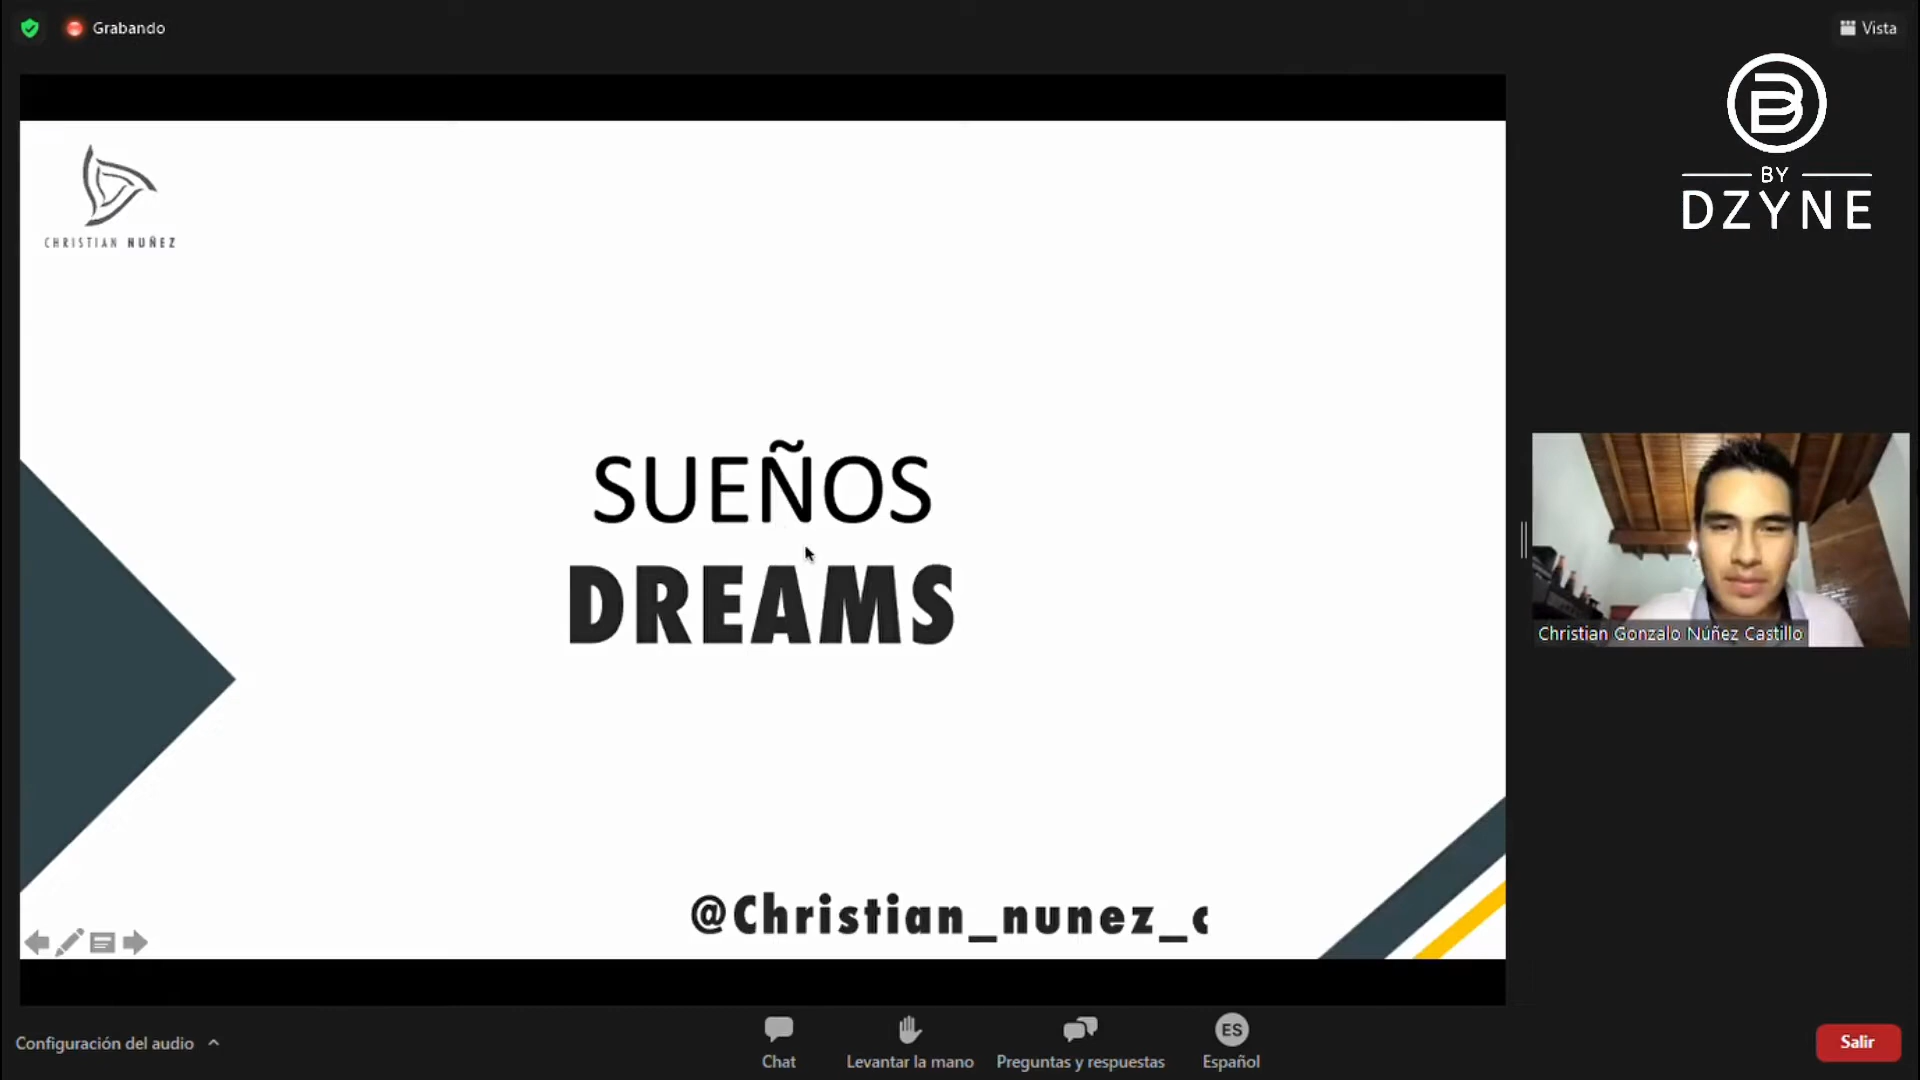 Grabando
Vista
B
BY
DZYNE
CHRISTIAN NUÑEZ
SUEÑOS
DREAMS
Christian Gonzalo Núñez Castillo
@Christian_nunez_c
Configuración del audio
Chat
Levantar la mano
Preguntas y respuestas
ES
Español
Salir